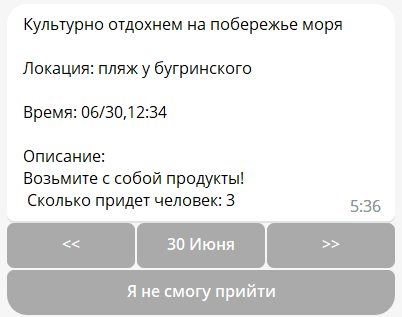 Культурно отдохнем на побережье моря
Локация: пляж у бугринского
Время: 06/30,12:34
Описание:
Возьмите с собой продукты!
Сколько придет человек: 3
5:36
<< 30 Июня >>
Я не смогу прийти